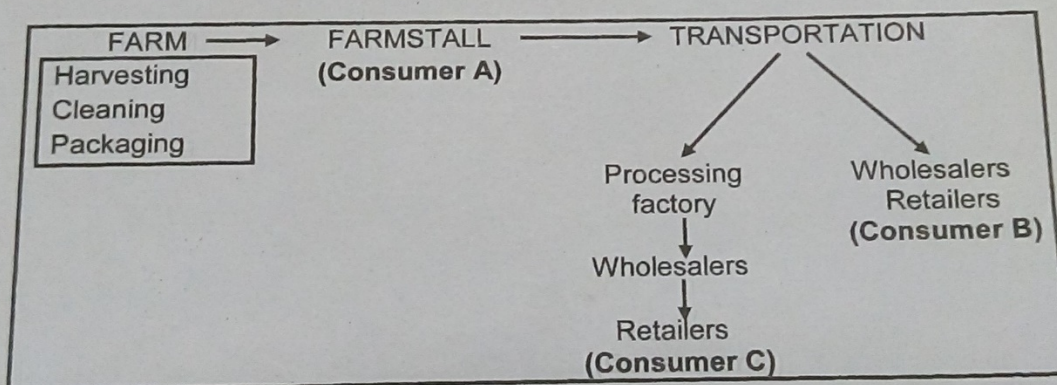 FARM
Harvesting
Cleaning
Packaging
FARMSTALL
(Consumer A)
TRANSPORTATION
Processing
factory
Wholesalers
Retailers
(Consumer C)
Wholesalers
Retailers
(Consumer B)